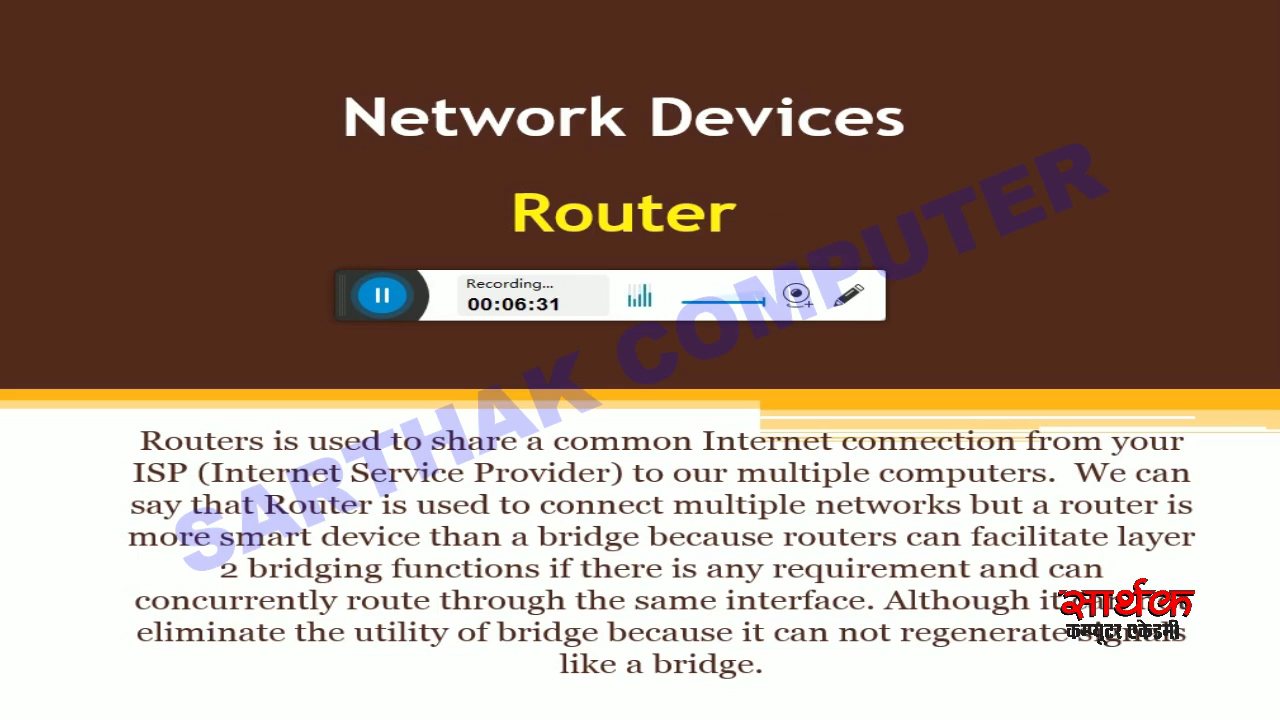 Network Devices
Router
Recording...
00:06:31
SARTHAK COMPUTER
Routers is used to share a common Internet connection from your
ISP (Internet Service Provider) to our multiple computers. We can
say that Router is used to connect multiple networks but a router is
more smart device than a bridge because routers can facilitate layer
2 bridging functions if there is any requirement and can
concurrently route through the same interface. Although it
eliminate the utility of bridge because it can not regenerate
like a bridge.
सार्थक
कम्प्यूटर एकेडमी